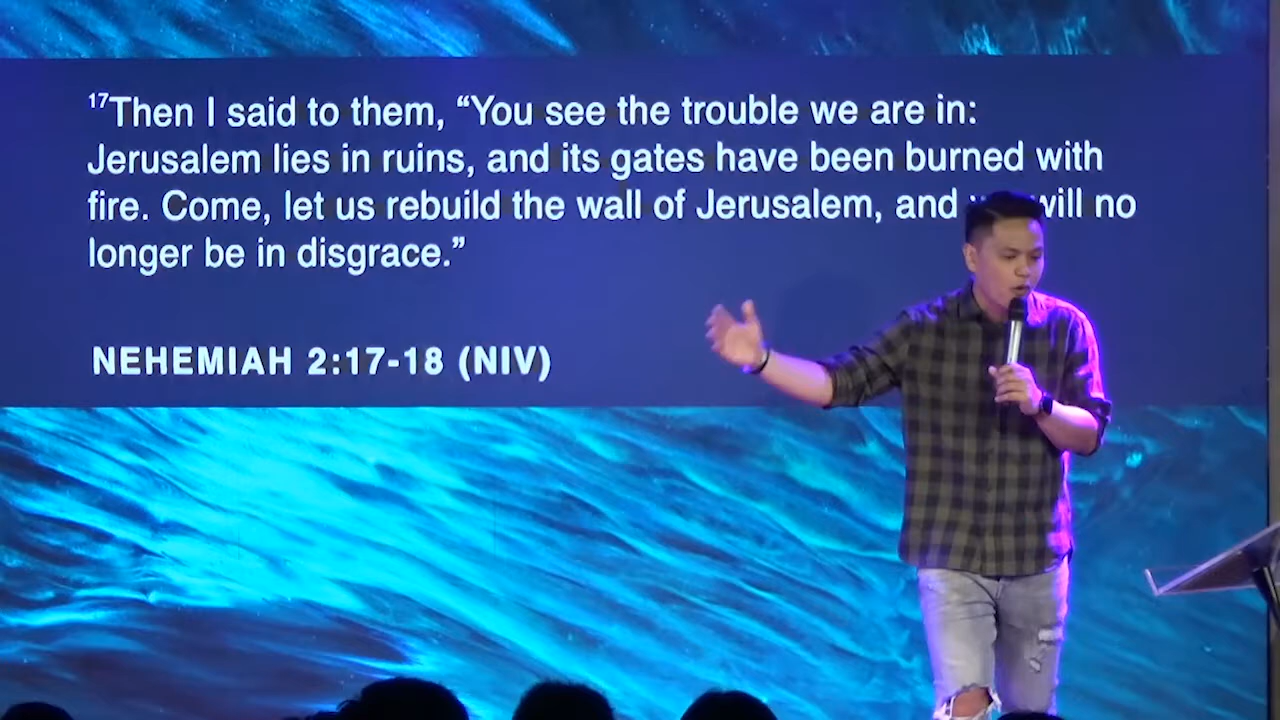 17Then I said to them, “You see the trouble we are in:
Jerusalem lies in ruins, and its gates have been burned with
fire. Come, let us rebuild the wall of Jerusalem, and will no
longer be in disgrace.”
NEHEMIAH 2:17-18 (NIV)